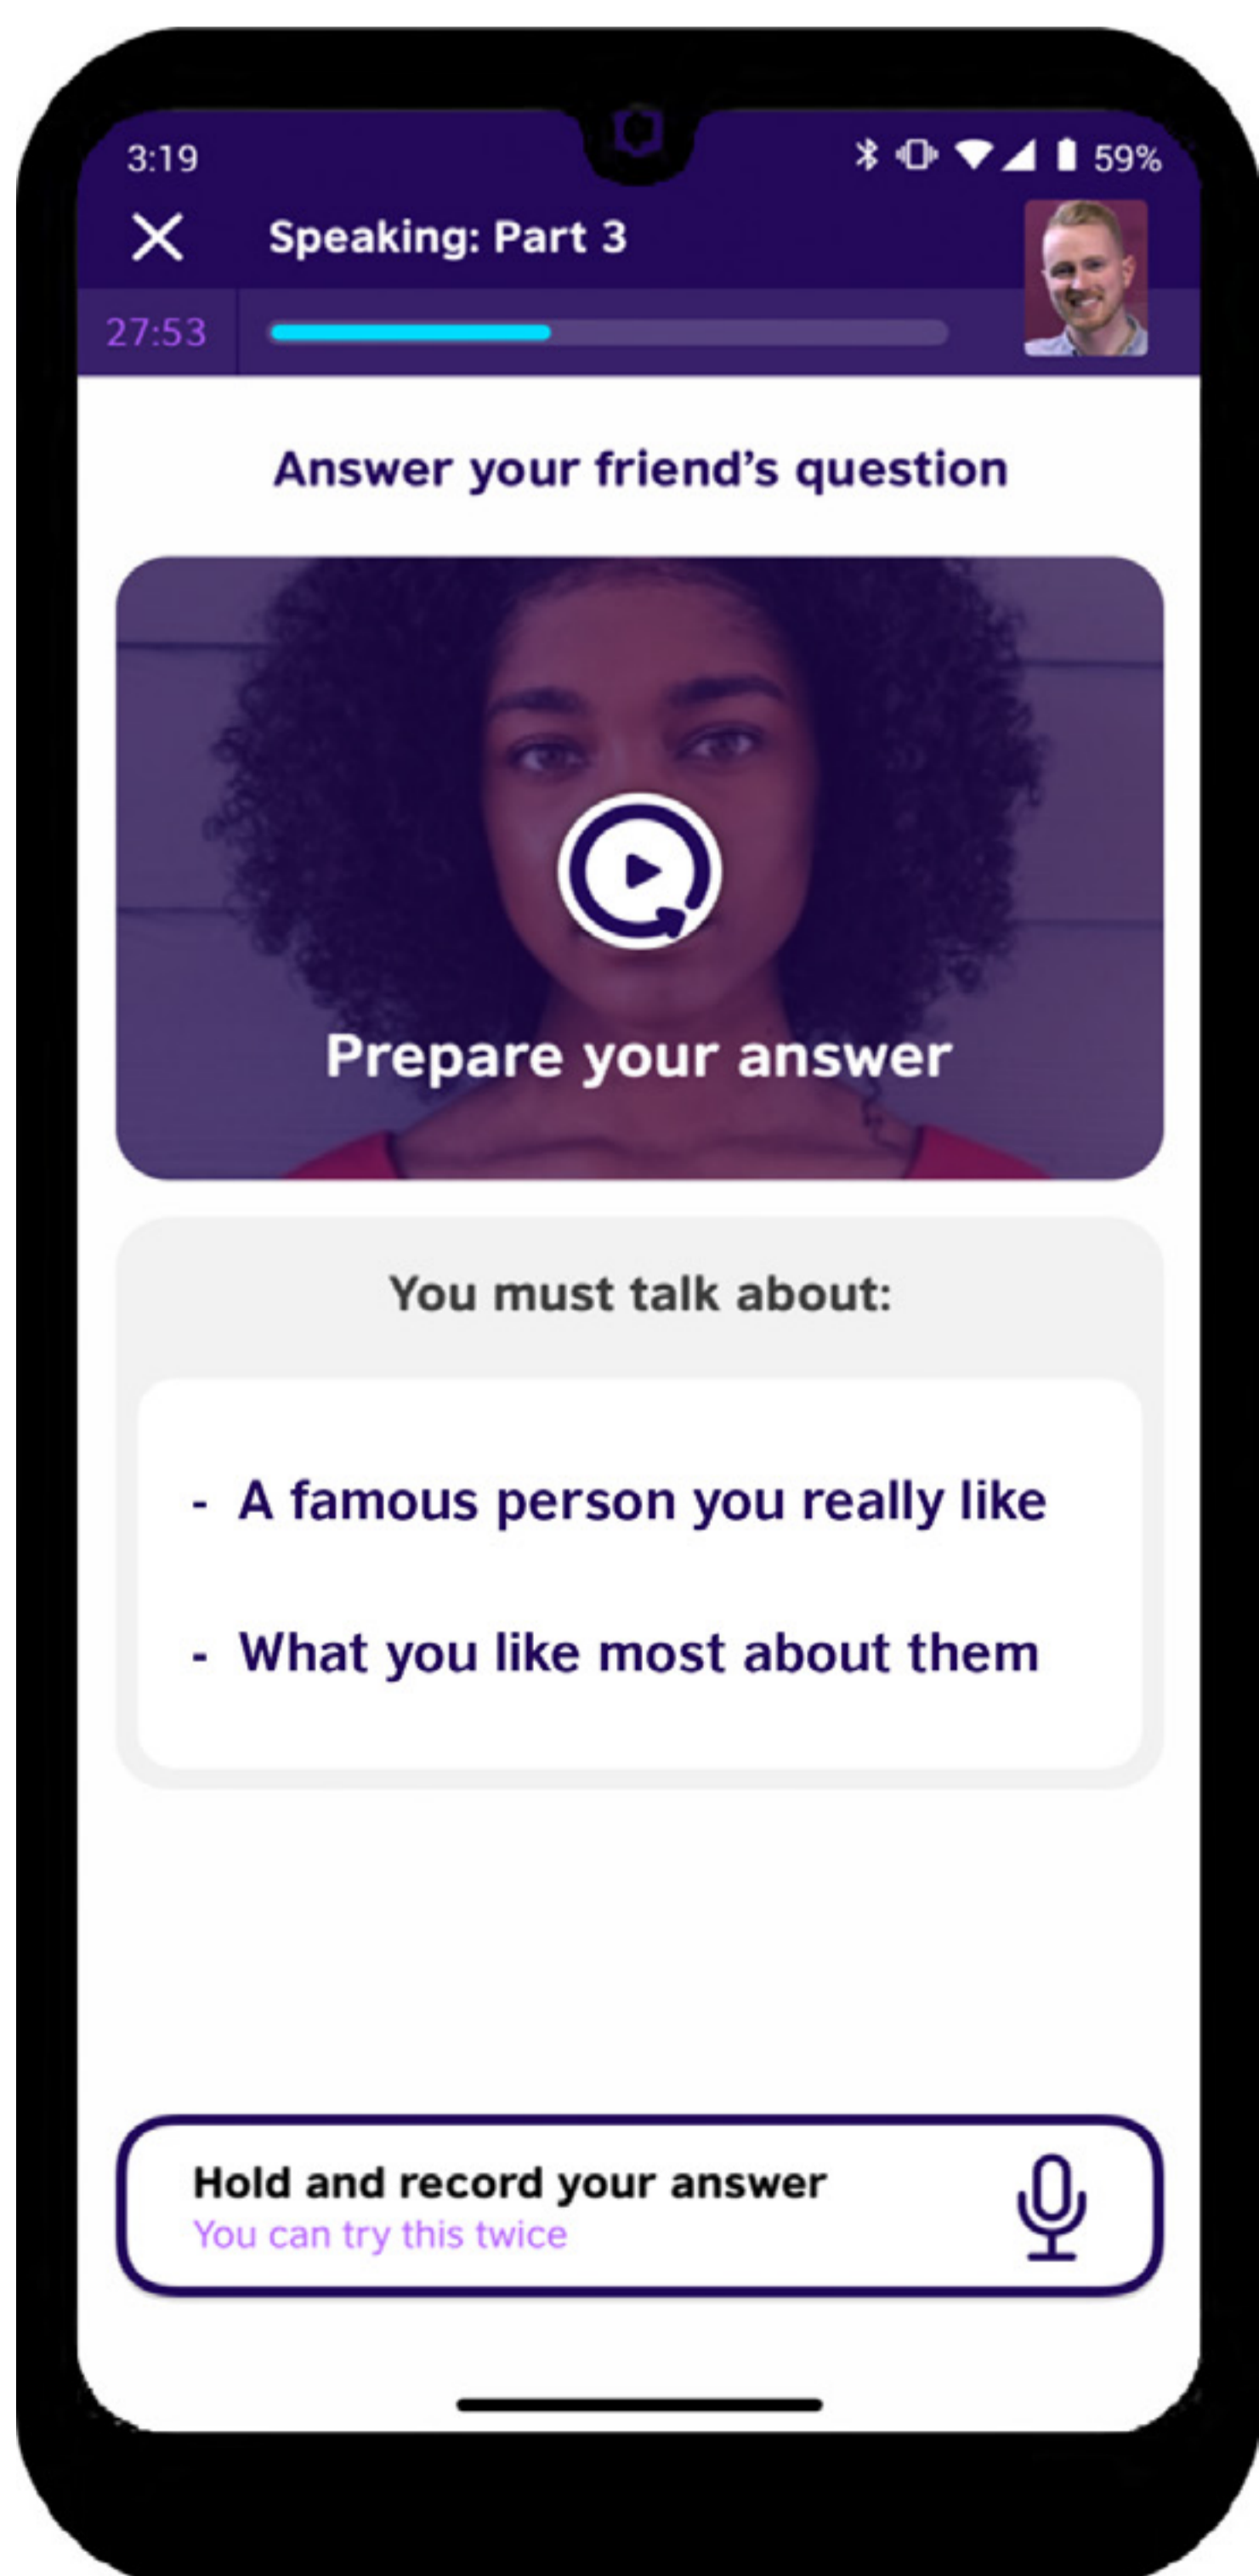 3:19
59%
Speaking: Part 3
27:53
Answer your friend’s question
Prepare your answer
You must talk about:
- A famous person you really like
- What you like most about them
Hold and record your answer
You can try this twice